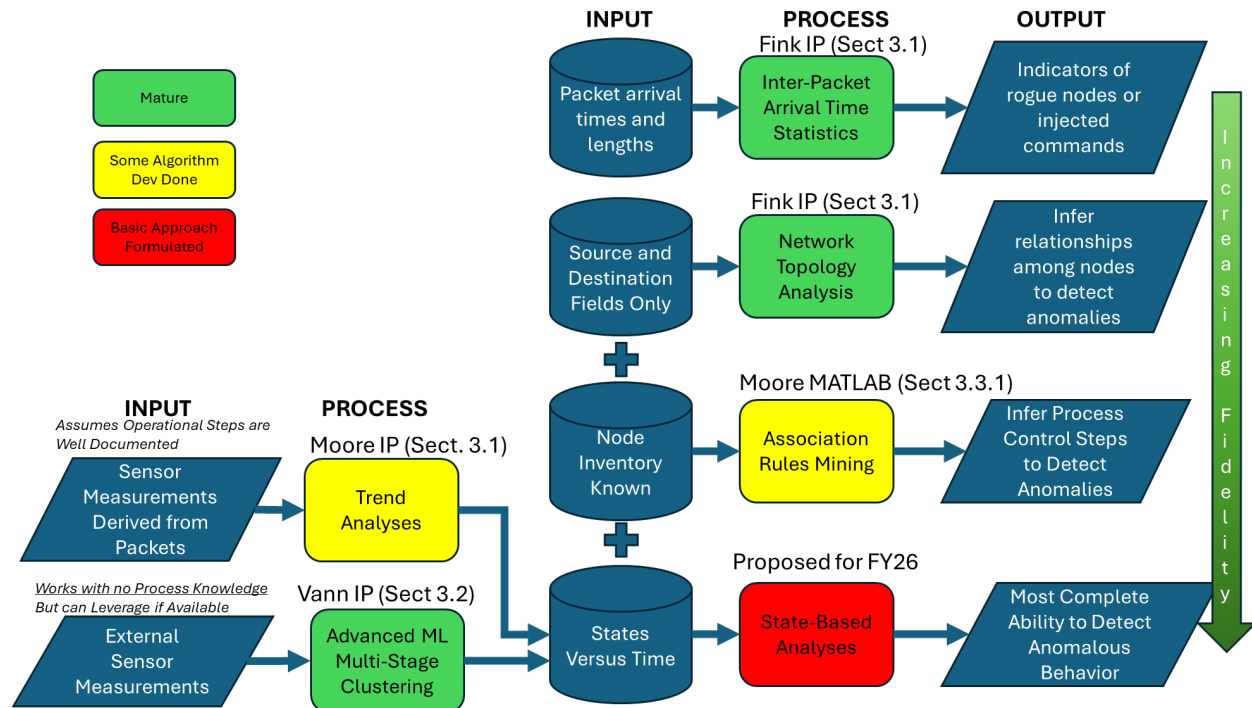 INPUT
PROCESS
OUTPUT
Fink IP (Sect 3.1)
Mature
Some Algorithm
Dev Done
Basic Approach
Formulated
Packet arrival
times and
lengths
Inter-Packet
Arrival Time
Statistics
Indicators of
rogue nodes or
injected
commands
Fink IP (Sect 3.1)
Source and
Destination
Fields Only
Network
Topology
Analysis
Infer
relationships
among nodes
to detect
anomalies
Moore MATLAB (Sect 3.3.1)
Node
Inventory
Known
Association
Rules Mining
Infer Process
Control Steps
to Detect
Anomalies
INPUT
PROCESS
Assumes Operational Steps are
Well Documented
Moore IP (Sect. 3.1)
Sensor
Measurements
Derived from
Packets
Trend
Analyses
Works with no Process Knowledge
But can Leverage if Available
Vann IP (Sect 3.2)
External
Sensor
Measurements
Advanced ML
Multi-Stage
Clustering
Proposed for FY26
States
Versus Time
State-Based
Analyses
Most Complete
Ability to Detect
Anomalous
Behavior
Increasing Fidelity